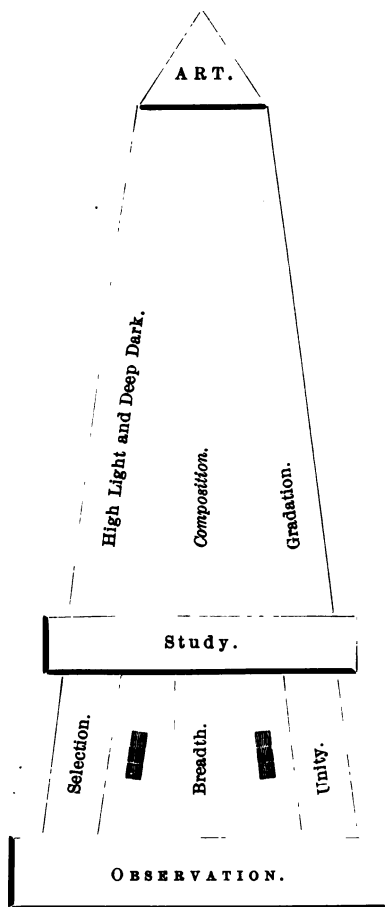 ART.
High Light and Deep Dark.
Composition.
Gradation.
Study.
Selection.
Breadth.
Unity.
OBSERVATION.